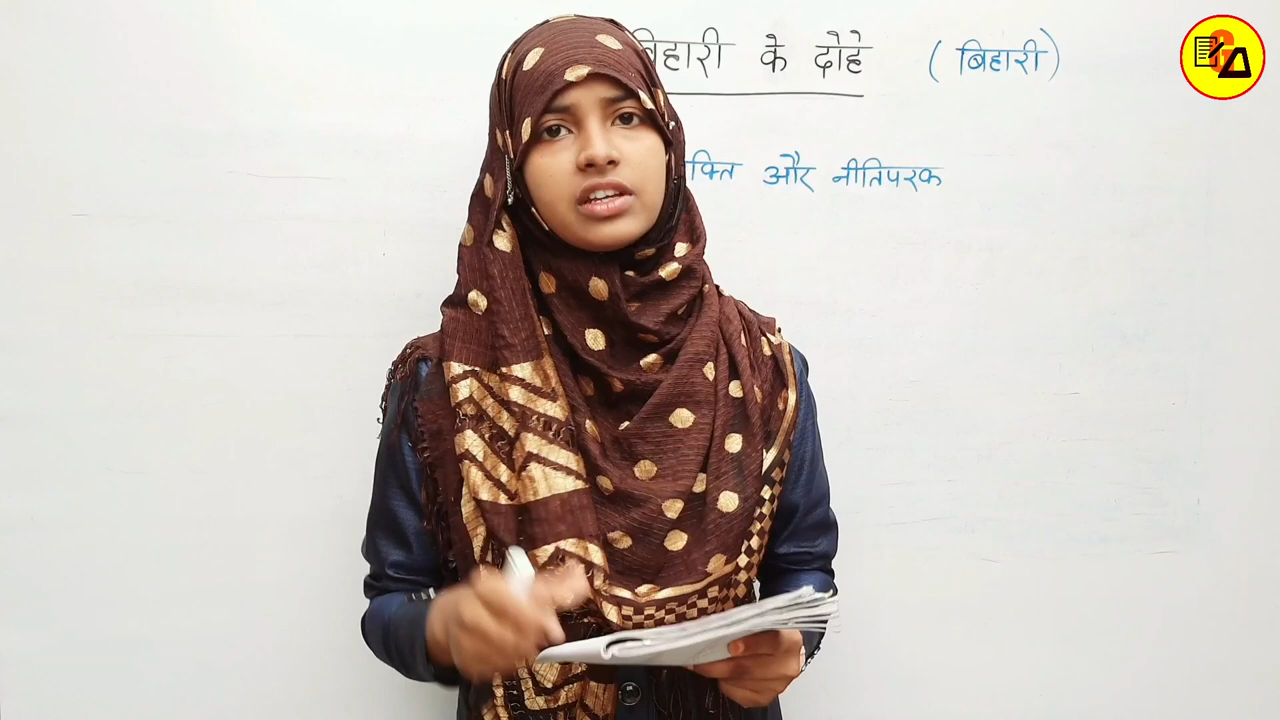 बिहारी के दोहे (बिहारी)
और नीतिपरक